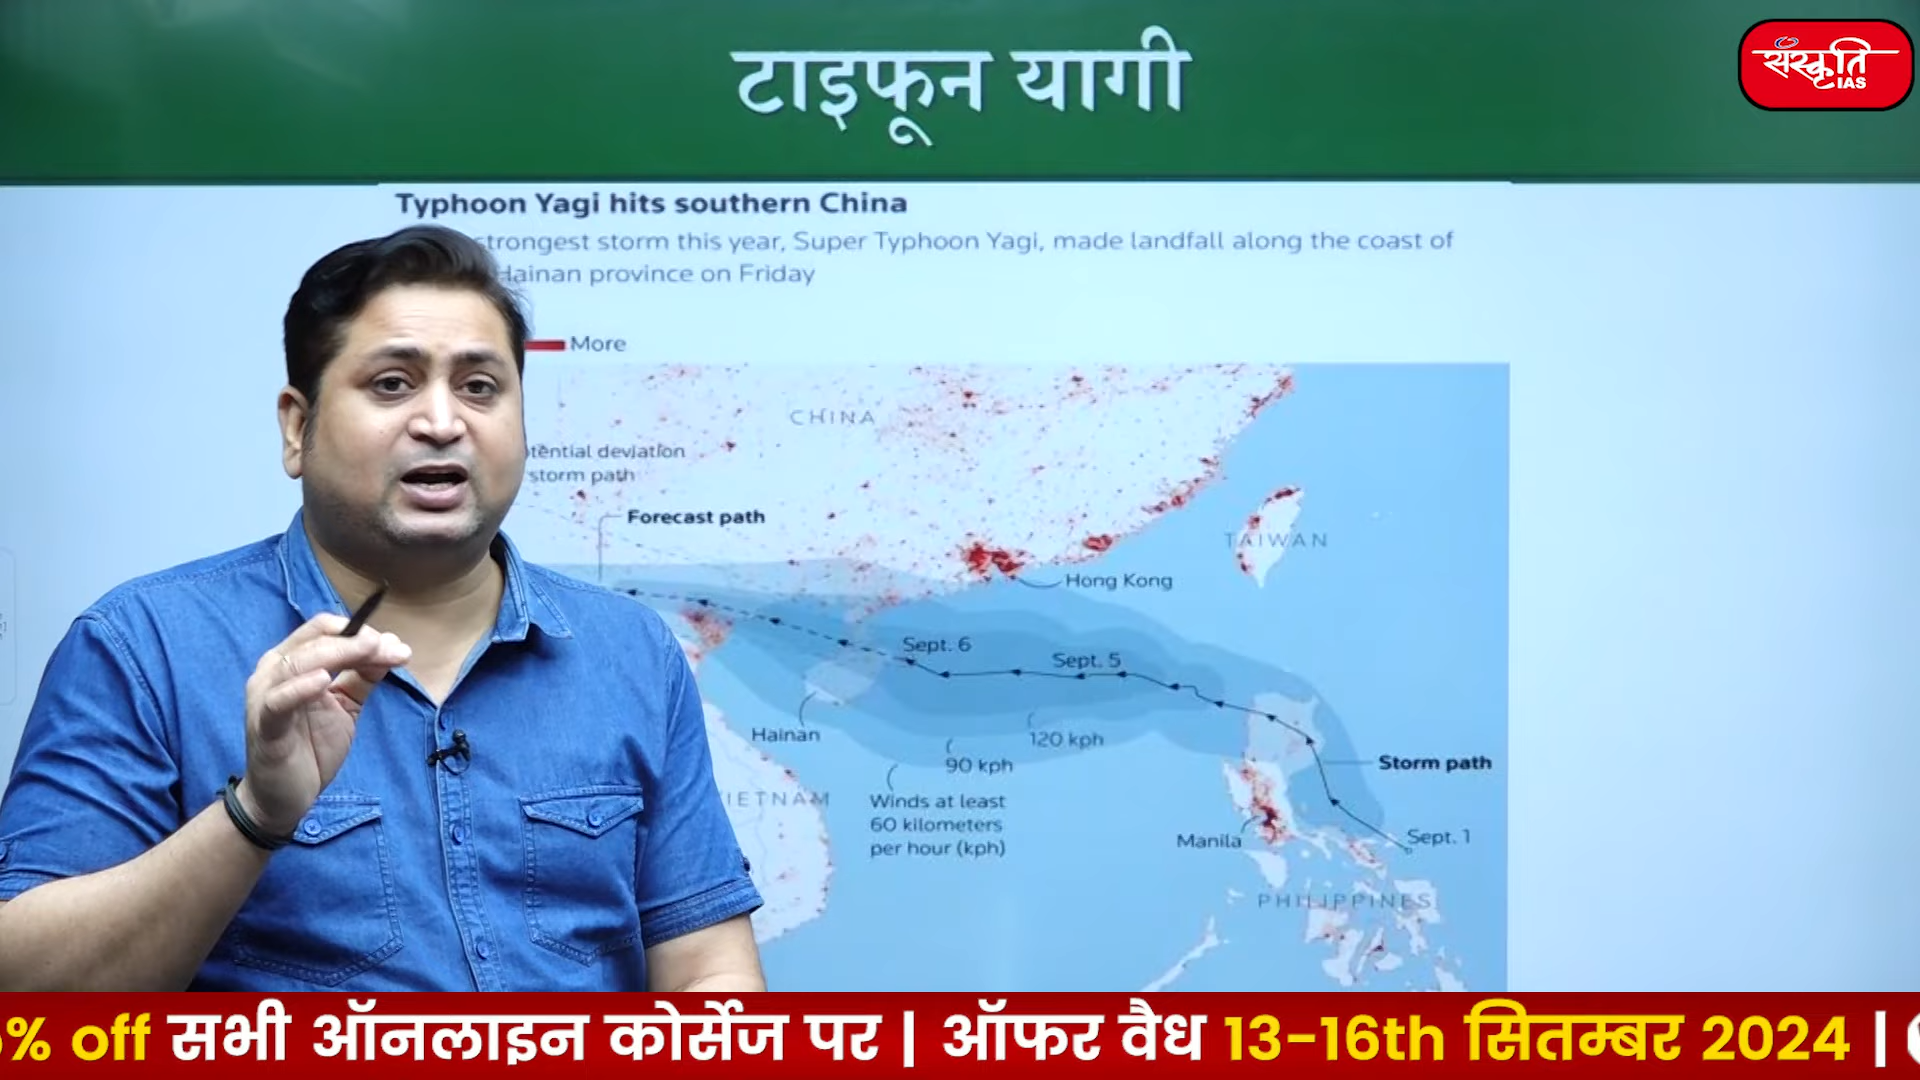 टाइफून यागी
संस्कृति
IAS
Typhoon Yagi hits southern China
strongest storm this year, Super Typhoon Yagi, made landfall along the coast of
Hainan province on Friday
More
CHINA
deviation
storm path
Forecast path
TAIWAN
Hong Kong
Sept. 6
Sept. 5
Hainan
120 kph
90 kph
Storm path
Winds at least
60 kilometers
per hour (kph)
Manila
Sept. 1
PHILIPPINES
% off सभी ऑनलाइन कोर्सेज पर | ऑफर वैध 13-16th सितम्बर 2024 |